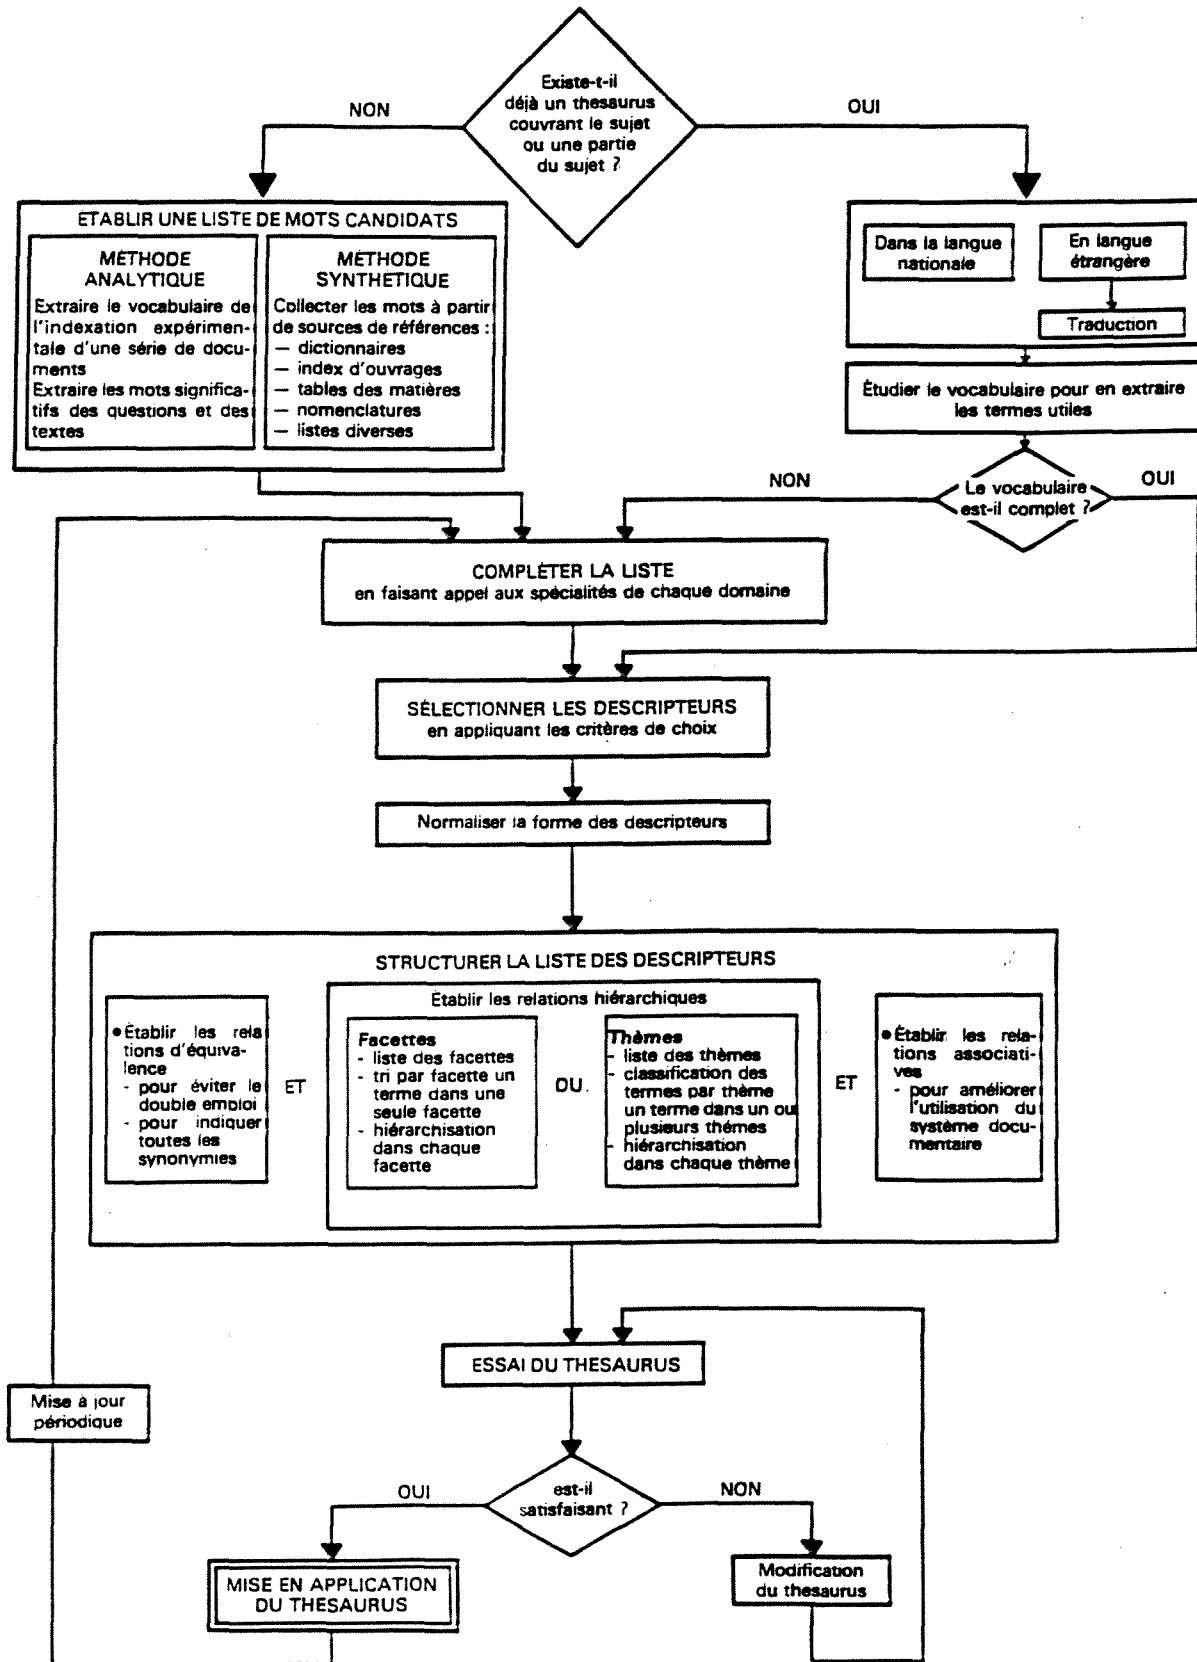 Existe-t-il
déjà un thesaurus
couvrant le sujet
ou une partie
du sujet ?
NON
OUI
ÉTABLIR UNE LISTE DE MOTS CANDIDATS
MÉTHODE
ANALYTIQUE
Extraire le vocabulaire de
l'indexation expérimen-
tale d'une série de docu-
ments
Extraire les mots significa-
tifs des questions et des
textes
MÉTHODE
SYNTHÉTIQUE
Collecter les mots à partir
de sources de références :
— dictionnaires
— index d'ouvrages
— tables des matières
— nomenclatures
— listes diverses
Dans la langue
nationale
En langue
étrangère
Traduction
Étudier le vocabulaire pour en extraire
les termes utiles
NON
Le vocabulaire
est-il complet ?
OUI
COMPLÉTER LA LISTE
en faisant appel aux spécialités de chaque domaine
SÉLECTIONNER LES DESCRIPTEURS
en appliquant les critères de choix
Normaliser la forme des descripteurs
STRUCTURER LA LISTE DES DESCRIPTEURS
• Établir les rela
tions d'équiva-
lence
- pour éviter le
double emploi
- pour indiquer
toutes les
synonymies
ET
Établir les relations hiérarchiques
Facettes
- liste des facettes
- tri par facette un
terme dans une
seule facette
- hiérarchisation
dans chaque
facette
OU
Thèmes
- liste des thèmes
- classification des
termes par thème
un terme dans un ou
plusieurs thémes
- hiérarchisation
dans chaque thème
ET
• Établir les rela-
tions associati-
ves
- pour améliorer
l'utilisation du
système docu-
mentaire
ESSAI DU THESAURUS
Mise à jour
périodique
OUI
est-il
satisfaisant ?
NON
MISE EN APPLICATION
DU THESAURUS
Modification
du thesaurus